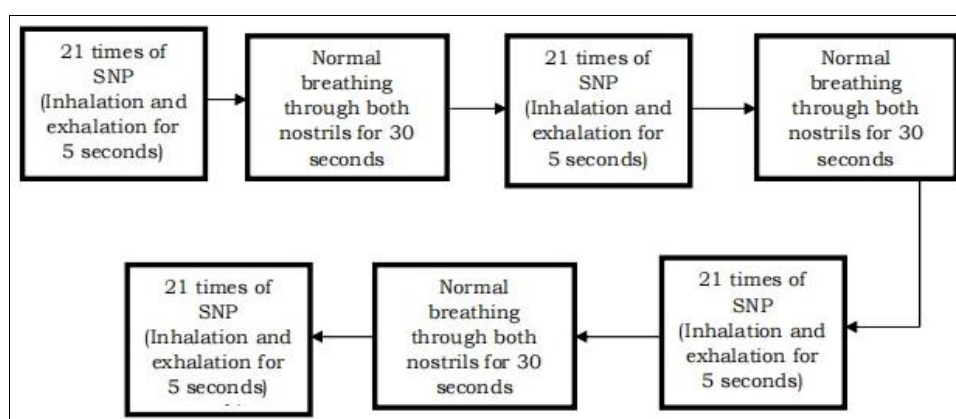 21 times of
SNP
(Inhalation and
exhalation for
5 seconds)
Normal
breathing
through both
nostrils for 30
seconds
21 times of
SNP
(Inhalation and
exhalation for
5 seconds)
Normal
breathing
through both
nostrils for 30
seconds
21 times of
SNP
(Inhalation and
exhalation for
5 seconds)
Normal
breathing
through both
nostrils for 30
seconds
21 times of
SNP
(Inhalation and
exhalation for
5 seconds)